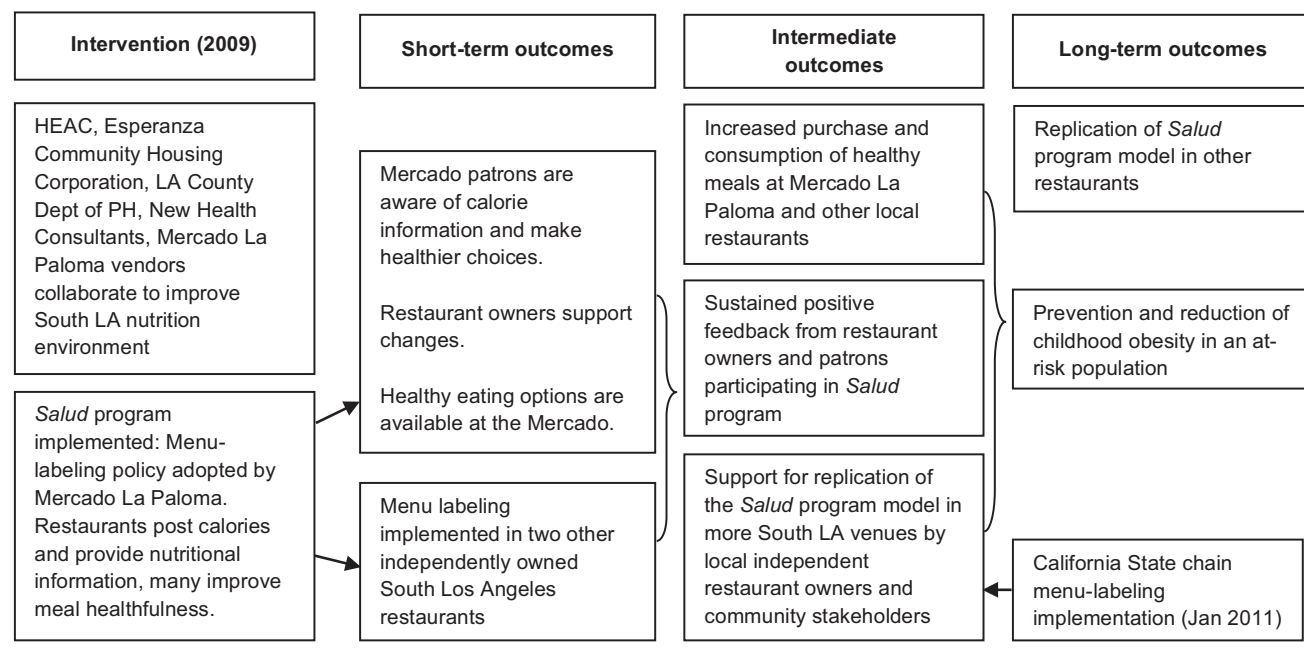 Intervention (2009)
HEAC, Esperanza
Community Housing
Corporation, LA County
Dept of PH, New Health
Consultants, Mercado La
Paloma vendors
collaborate to improve
South LA nutrition
environment
Salud program
implemented: Menu-
labeling policy adopted by
Mercado La Paloma.
Restaurants post calories
and provide nutritional
information, many improve
meal healthfulness.
Short-term outcomes
Mercado patrons are
aware of calorie
information and make
healthier choices.
Restaurant owners support
changes.
Healthy eating options are
available at the Mercado.
Menu labeling
implemented in two other
independently owned
South Los Angeles
restaurants
Intermediate
outcomes
Increased purchase and
consumption of healthy
meals at Mercado La
Paloma and other local
restaurants
Sustained positive
feedback from restaurant
owners and patrons
participating in Salud
program
Support for replication of
the Salud program model in
more South LA venues by
local independent
restaurant owners and
community stakeholders
Long-term outcomes
Replication of Salud
program model in other
restaurants
Prevention and reduction of
childhood obesity in an at-
risk population
California State chain
menu-labeling
implementation (Jan 2011)